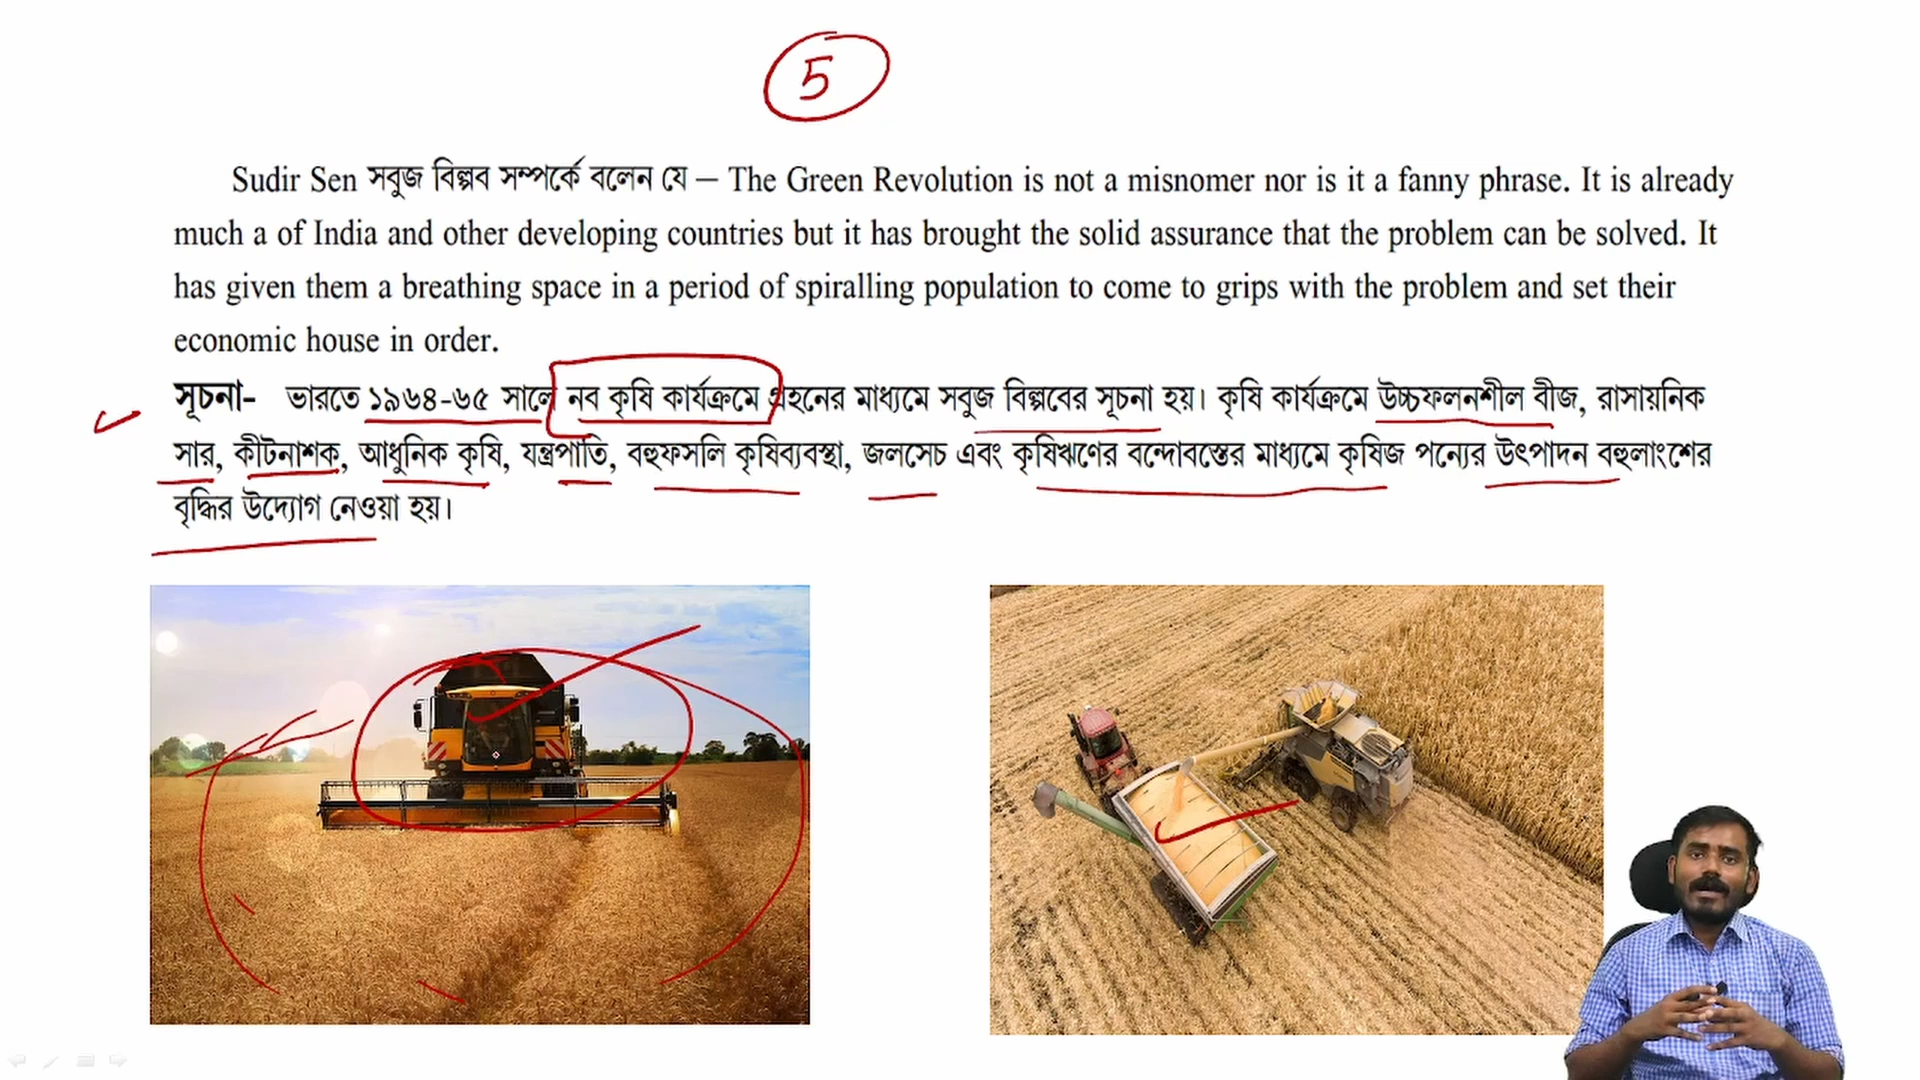 5
Sudir Sen সবুজ বিপ্লব সম্পর্কে বলেন যে – The Green Revolution is not a misnomer nor is it a fanny phrase. It is already
much a of India and other developing countries but it has brought the solid assurance that the problem can be solved. It
has given them a breathing space in a period of spiralling population to come to grips with the problem and set their
economic house in order.
সূচনা- ভারতে ১৯৬৪-৬৫ সালে নব কৃষি কার্যক্রমে গ্রহনের মাধ্যমে সবুজ বিল্পবের সূচনা হয়। কৃষি কার্যক্রমে উচ্চফলনশীল বীজ, রাসায়নিক
সার, কীটনাশক, আধুনিক কৃষি, যন্ত্রপাতি, বহুফসলি কৃষিব্যবস্থা, জলসেচ এবং কৃষিঋণের বন্দোবস্তের মাধ্যমে কৃষিজ পন্যের উৎপাদন বহুলাংশের
বৃদ্ধির উদ্যোগ নেওয়া হয়।